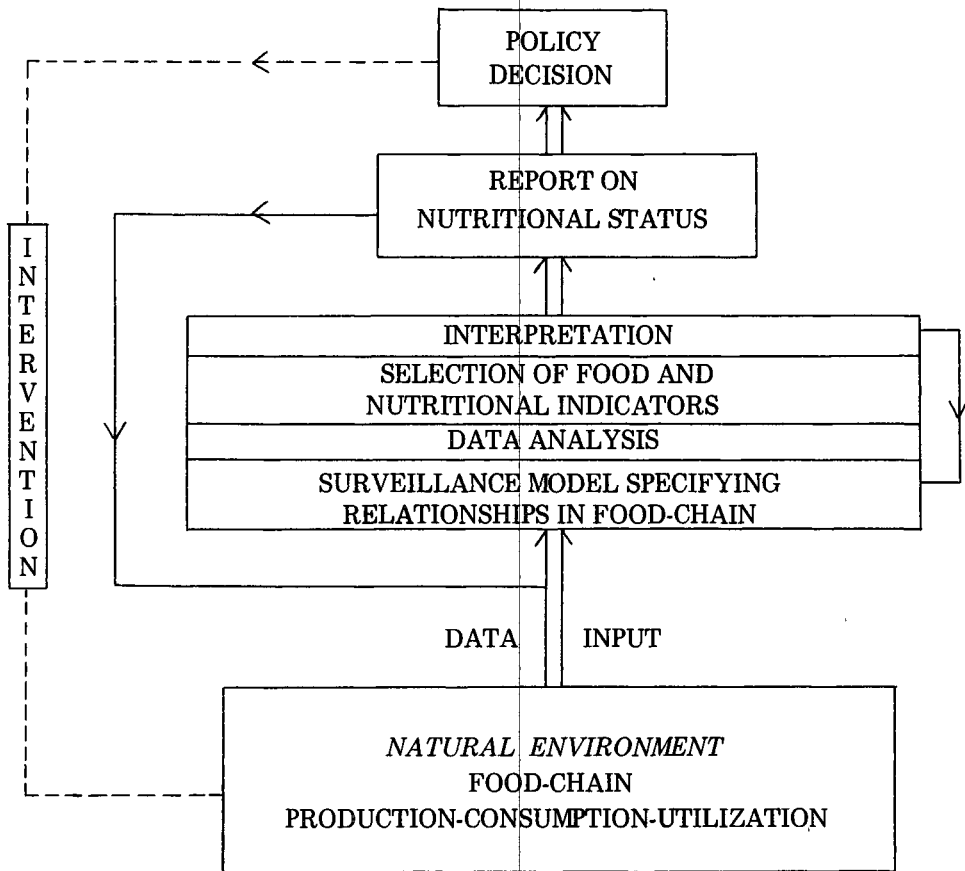 POLICY
DECISION
REPORT ON
NUTRITIONAL STATUS
INTERVENTION
INTERPRETATION
SELECTION OF FOOD AND
NUTRITIONAL INDICATORS
DATA ANALYSIS
SURVEILLANCE MODEL SPECIFYING
RELATIONSHIPS IN FOOD-CHAIN
DATA INPUT
NATURAL ENVIRONMENT
FOOD-CHAIN
PRODUCTION-CONSUMPTION-UTILIZATION